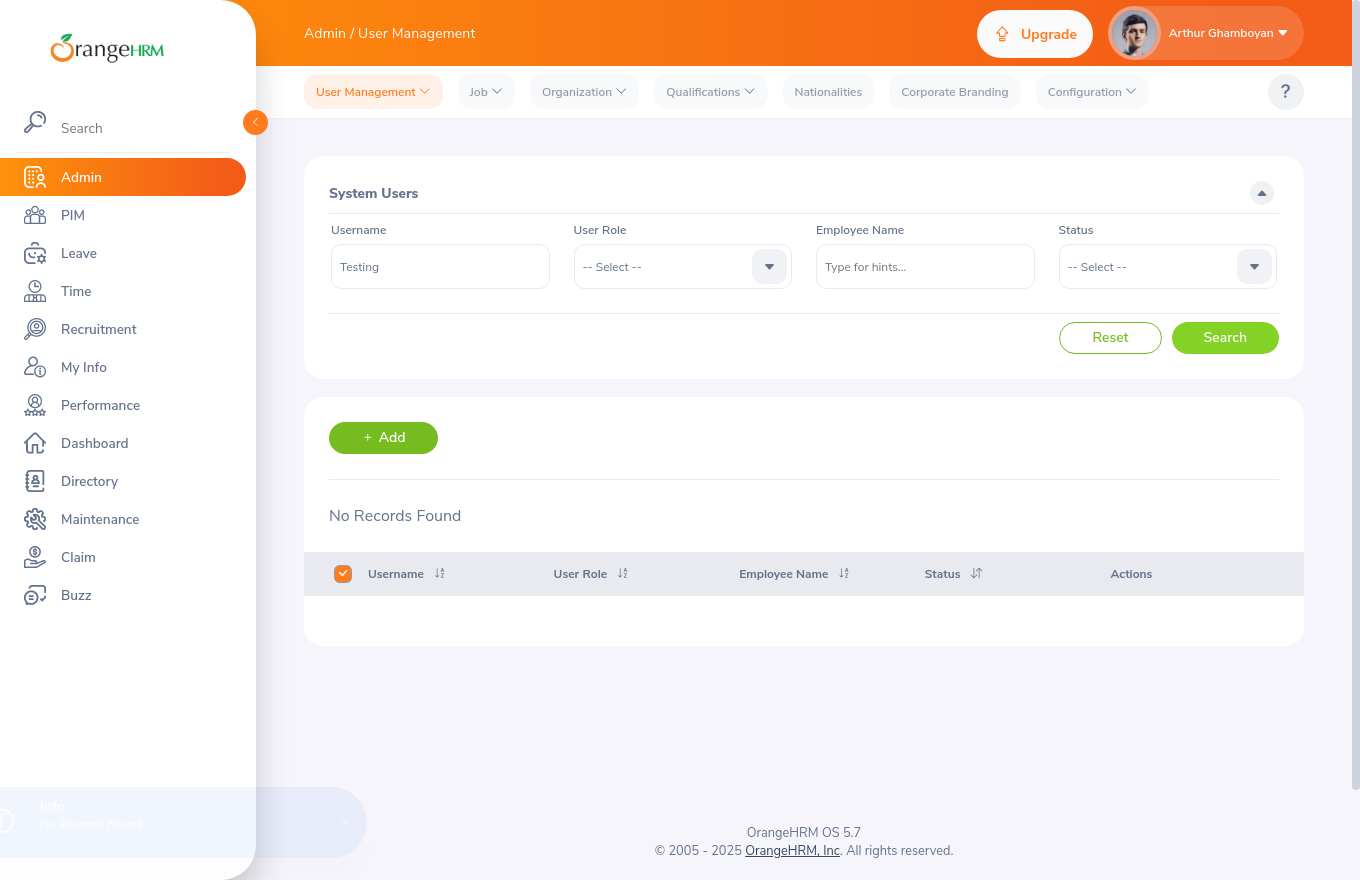 OrangeHRM
Admin / User Management
Upgrade
Arthur Ghamboyan
User Management
Job
Organization
Qualifications
Nationalities
Corporate Branding
Configuration
?
Search
Admin
PIM
Leave
Time
Recruitment
My Info
Performance
Dashboard
Directory
Maintenance
Claim
Buzz
System Users
Username
User Role
Employee Name
Status
Testing
-- Select --
Type for hints...
-- Select --
Reset
Search
+ Add
No Records Found
Username
User Role
Employee Name
Status
Actions
Info
No Records Found
×
OrangeHRM OS 5.7
© 2005 - 2025 OrangeHRM, Inc. All rights reserved.